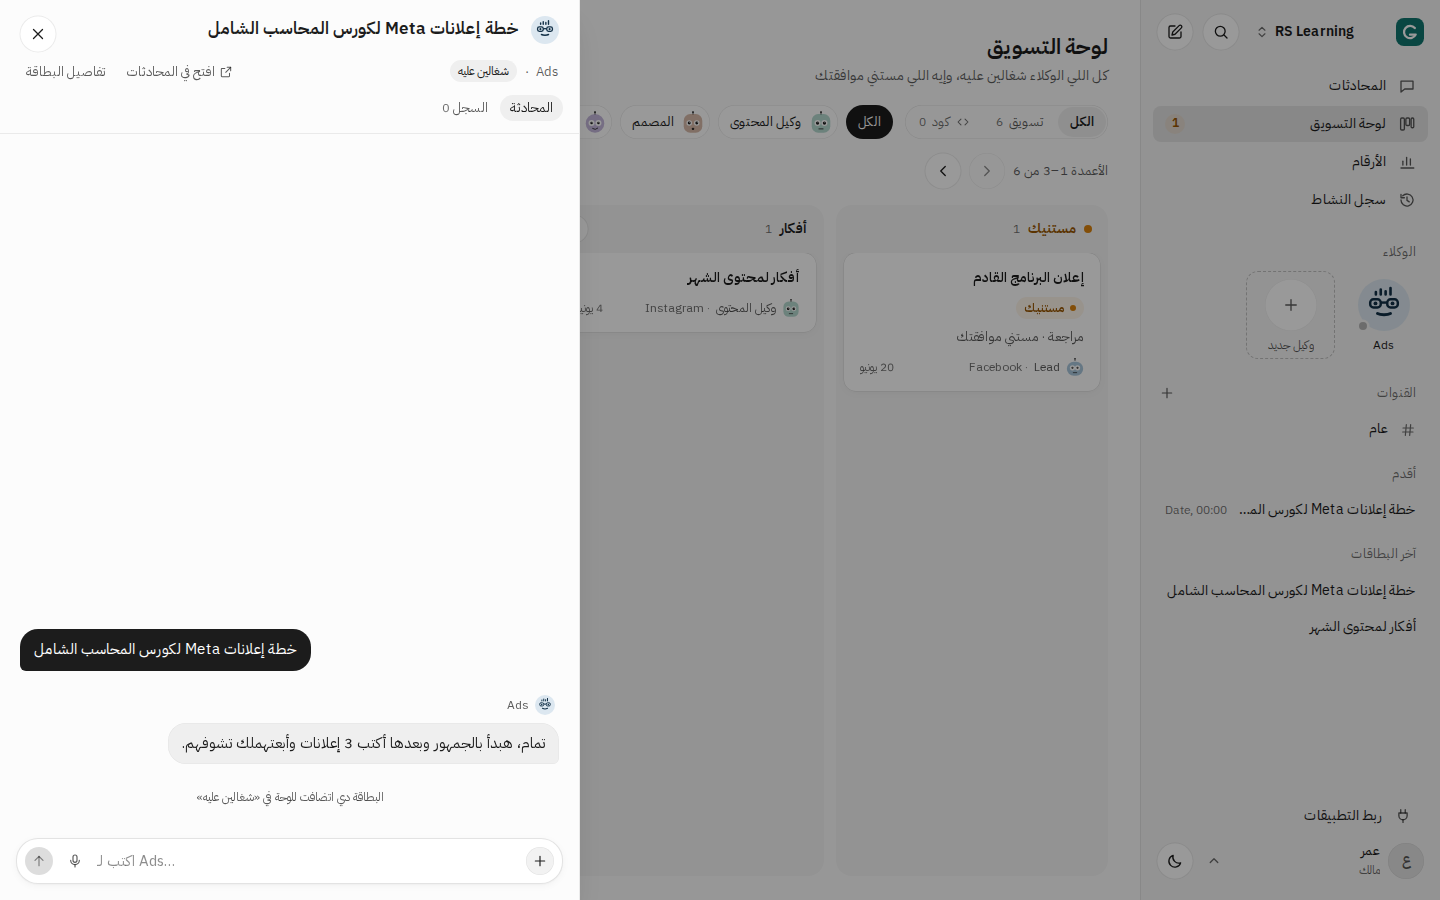 RS Learning
المحادثات
لوحة التسويق 1
الأرقام
سجل النشاط
الوكلاء
Ads
وكيل جديد
القنوات
عام
أقدم
خطة إعلانات Meta لكورس الم... Date, 00:00
آخر البطاقات
خطة إعلانات Meta لكورس المحاسب الشامل
أفكار لمحتوى الشهر
ربط التطبيقات
ع
عمر
مالك
لوحة التسويق
كل اللي الوكلاء شغالين عليه، وإيه اللي مستني موافقتك
الكل تسويق 6 كود 0 الكل وكيل المحتوى المصمم
الأعمدة 1–3 من 6
مستنيك 1
إعلان البرنامج القادم
مستنيك
مراجعة · مستني موافقتك
Lead · Facebook 20 يونيو
أفكار 1
أفكار لمحتوى الشهر
وكيل المحتوى · Instagram 4
خطة إعلانات Meta لكورس المحاسب الشامل
Ads · شغالين عليه
افتح في المحادثات
تفاصيل البطاقة
المحادثة السجل 0
خطة إعلانات Meta لكورس المحاسب الشامل
Ads
تمام، هبدأ بالجمهور وبعدها أكتب 3 إعلانات وأبعتهملك تشوفهم.
البطاقة دي اتضافت للوحة في «شغالين عليه»
اكتب لـ Ads…